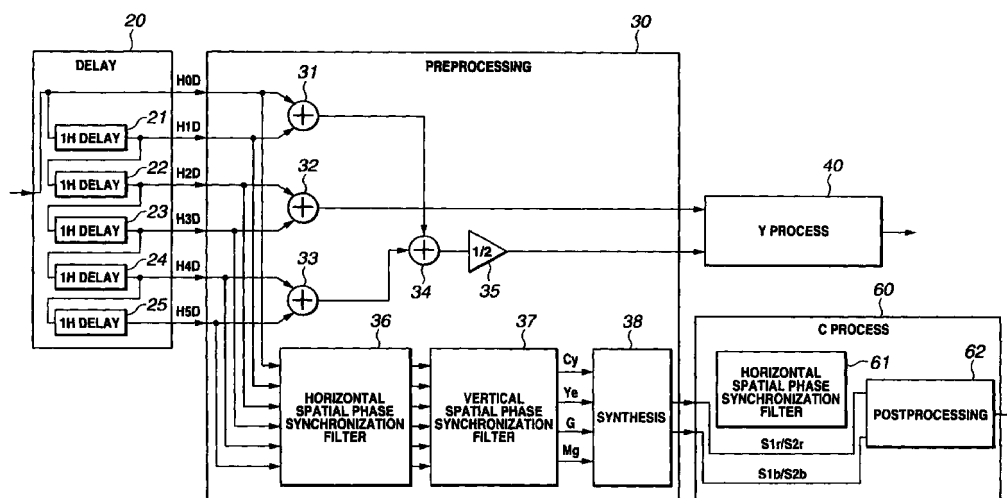 20
DELAY
H0D
21
1H DELAY
H1D
22
1H DELAY
H2D
23
1H DELAY
H3D
24
1H DELAY
H4D
25
1H DELAY
H5D
30
PREPROCESSING
31
32
33
34
1/2
35
36
HORIZONTAL
SPATIAL PHASE
SYNCHRONIZATION
FILTER
37
VERTICAL
SPATIAL PHASE
SYNCHRONIZATION
FILTER
Cy
Ye
G
Mg
38
SYNTHESIS
40
Y PROCESS
60
C PROCESS
61
HORIZONTAL
SPATIAL PHASE
SYNCHRONIZATION
FILTER
62
POSTPROCESSING
S1r/S2r
S1b/S2b